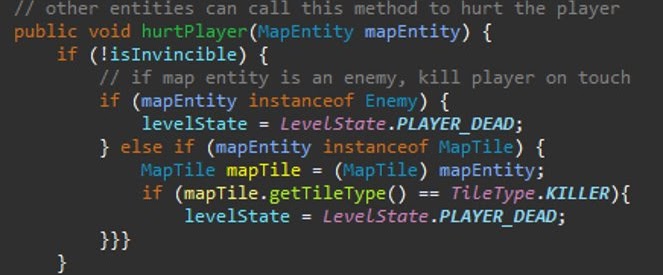 // other entities can call this method to hurt the player
public void hurtPlayer(MapEntity mapEntity) {
    if (!isInvincible) {
        // if map entity is an enemy, kill player on touch
        if (mapEntity instanceof Enemy) {
            levelState = LevelState.PLAYER_DEAD;
        } else if (mapEntity instanceof MapTile) {
            MapTile mapTile = (MapTile) mapEntity;
            if (mapTile.getTileType() == TileType.KILLER){
                levelState = LevelState.PLAYER_DEAD;
        }}}
    }